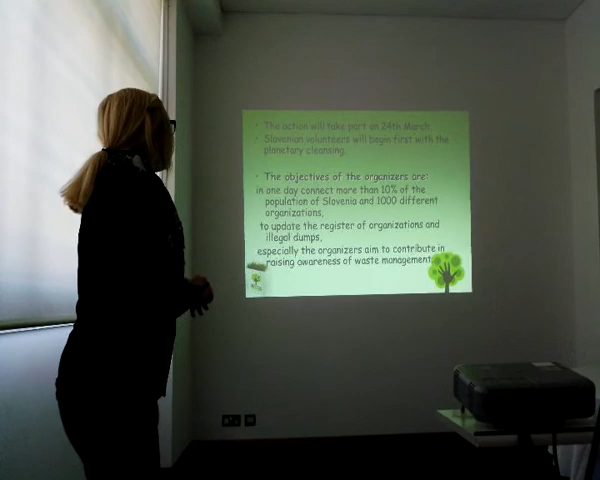 • The action will take part on 24th March.
• Slovenian volunteers will begin first with the
planetary cleansing.
• The objectives of the organizers are:
in one day connect more than 10% of the
population of Slovenia and 1000 different
organizations,
to update the register of organizations and
illegal dumps,
especially the organizers aim to contribute in
raising awareness of waste management